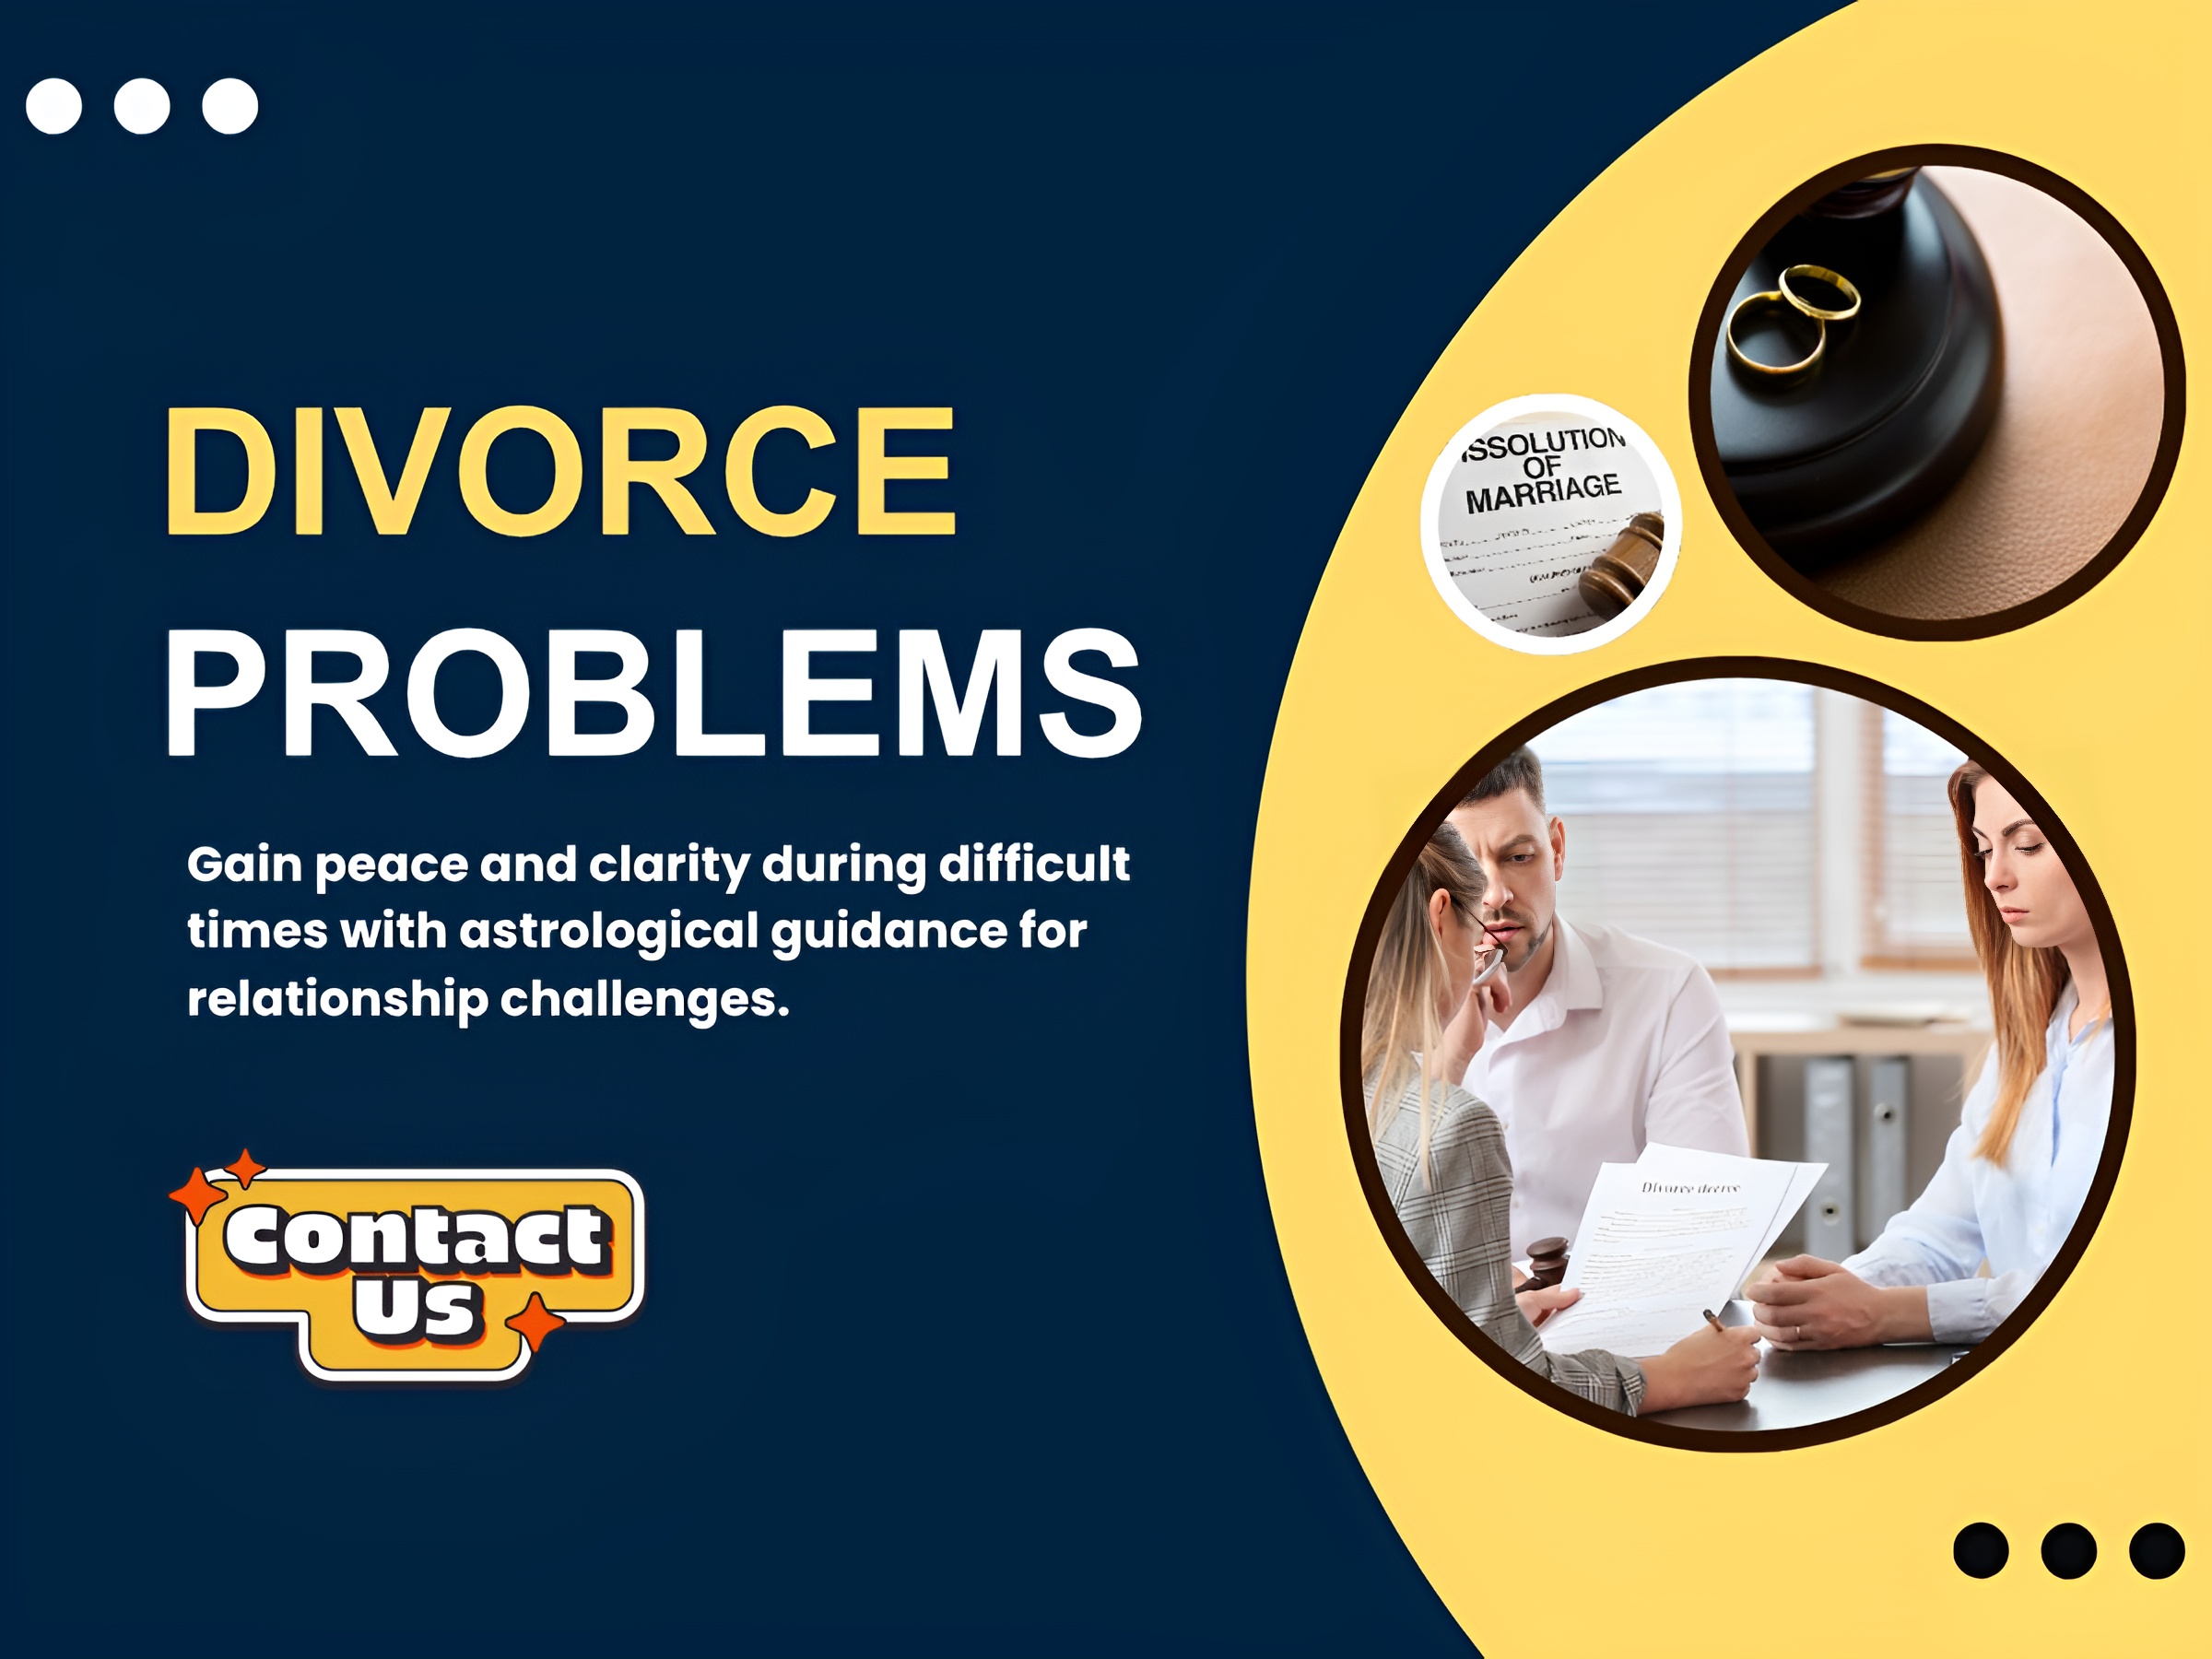 DIVORCE
PROBLEMS
Gain peace and clarity during difficult
times with astrological guidance for
relationship challenges.
Contact
Us
ISSOLUTION
OF
MARRIAGE
Divorce decree